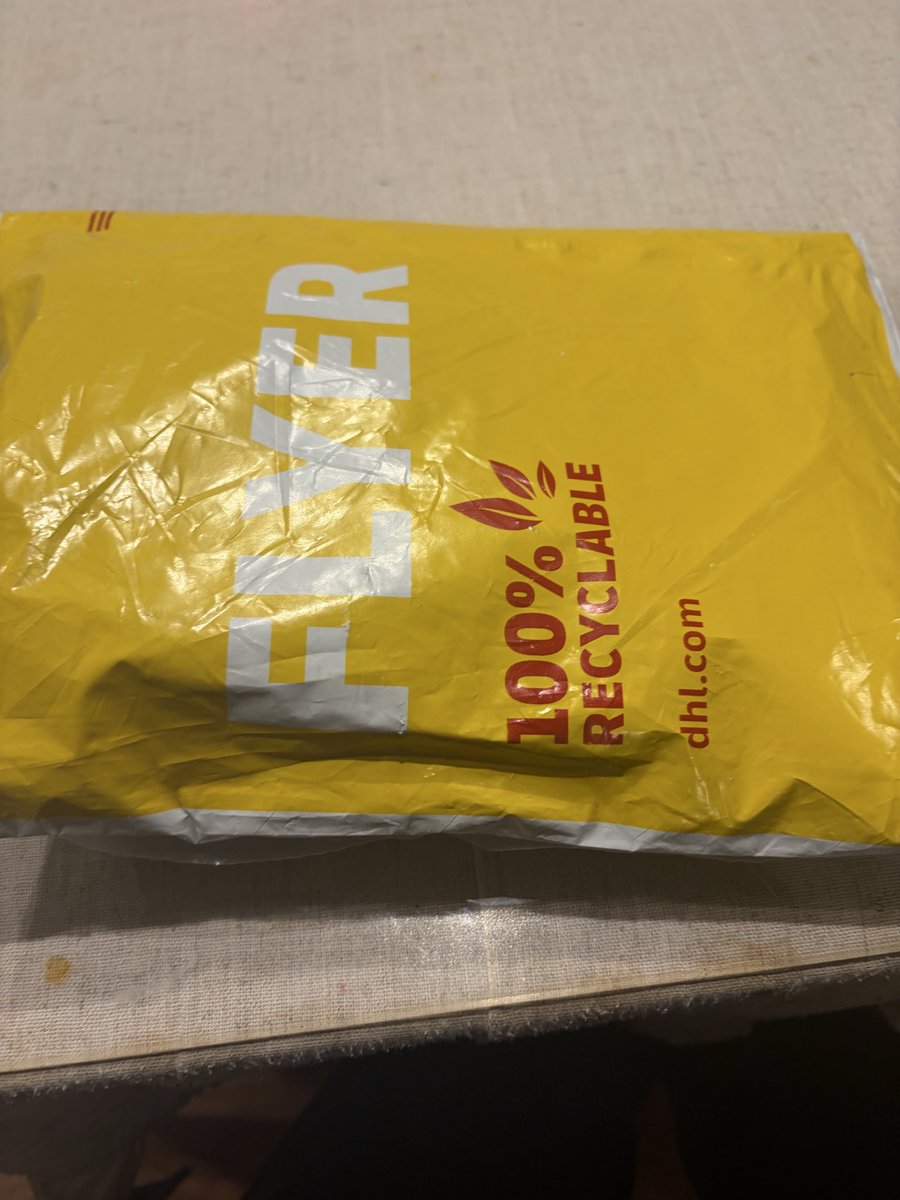 FLYER
100%
RECYCLABLE
dhl.com